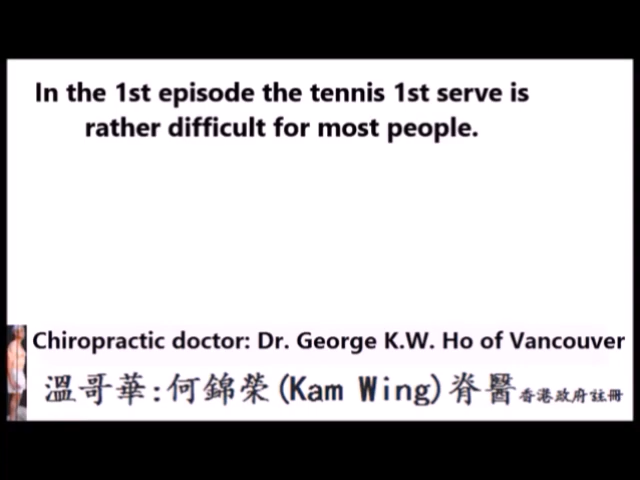 In the 1st episode the tennis 1st serve is
rather difficult for most people.
Chiropractic doctor: Dr. George K.W. Ho of Vancouver
溫哥華:何錦榮(Kam Wing)脊醫香港政府註冊